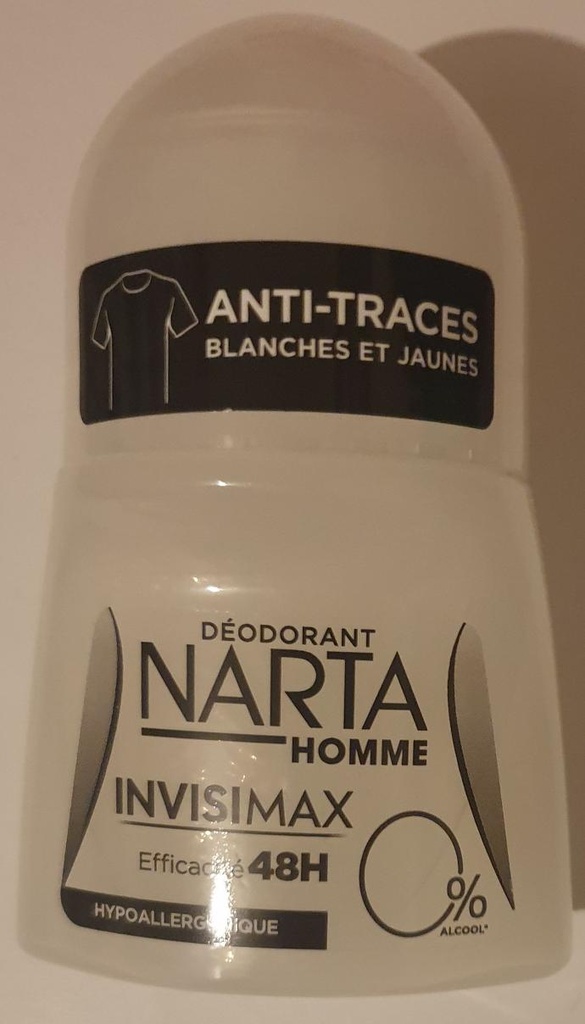 ANTI-TRACES
BLANCHES ET JAUNES
DÉODORANT
NARTA
HOMME
INVISIMAX
Efficacité 48H
0%
ALCOOL*
HYPOALLERGÉNIQUE